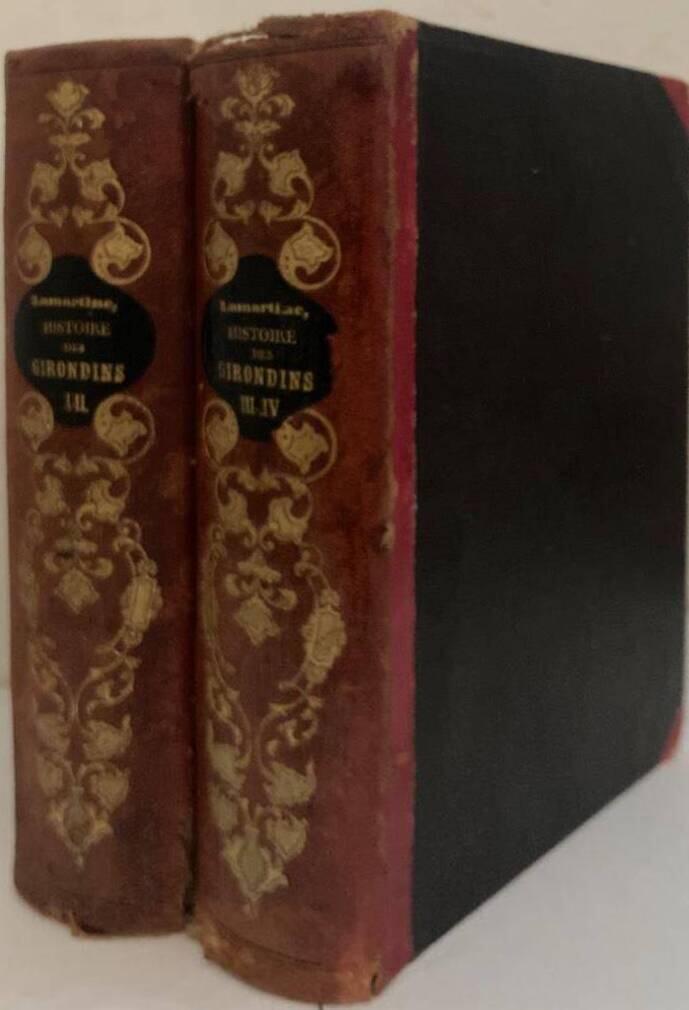 Lamartine,
HISTOIRE
DES
GIRONDINS
I-II.
Lamartine,
HISTOIRE
DES
GIRONDINS
III-IV